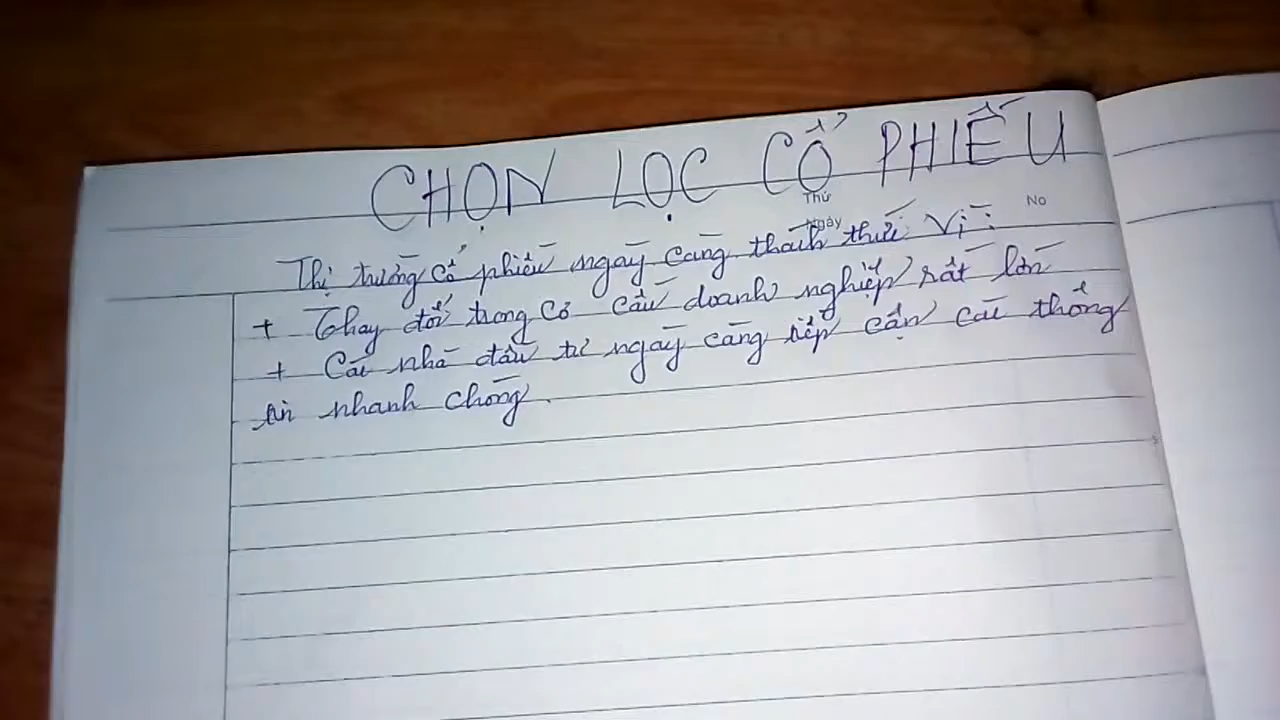 CHỌN LỌC CỔ PHIẾU
Thứ
Ngày
No
Thị trường cổ phiếu ngày càng thách thức Vì:
+ Thay đổi trong cơ cấu doanh nghiệp rất lớn
+ Các nhà đầu tư ngày càng tiếp cận các thông
tin nhanh chóng.